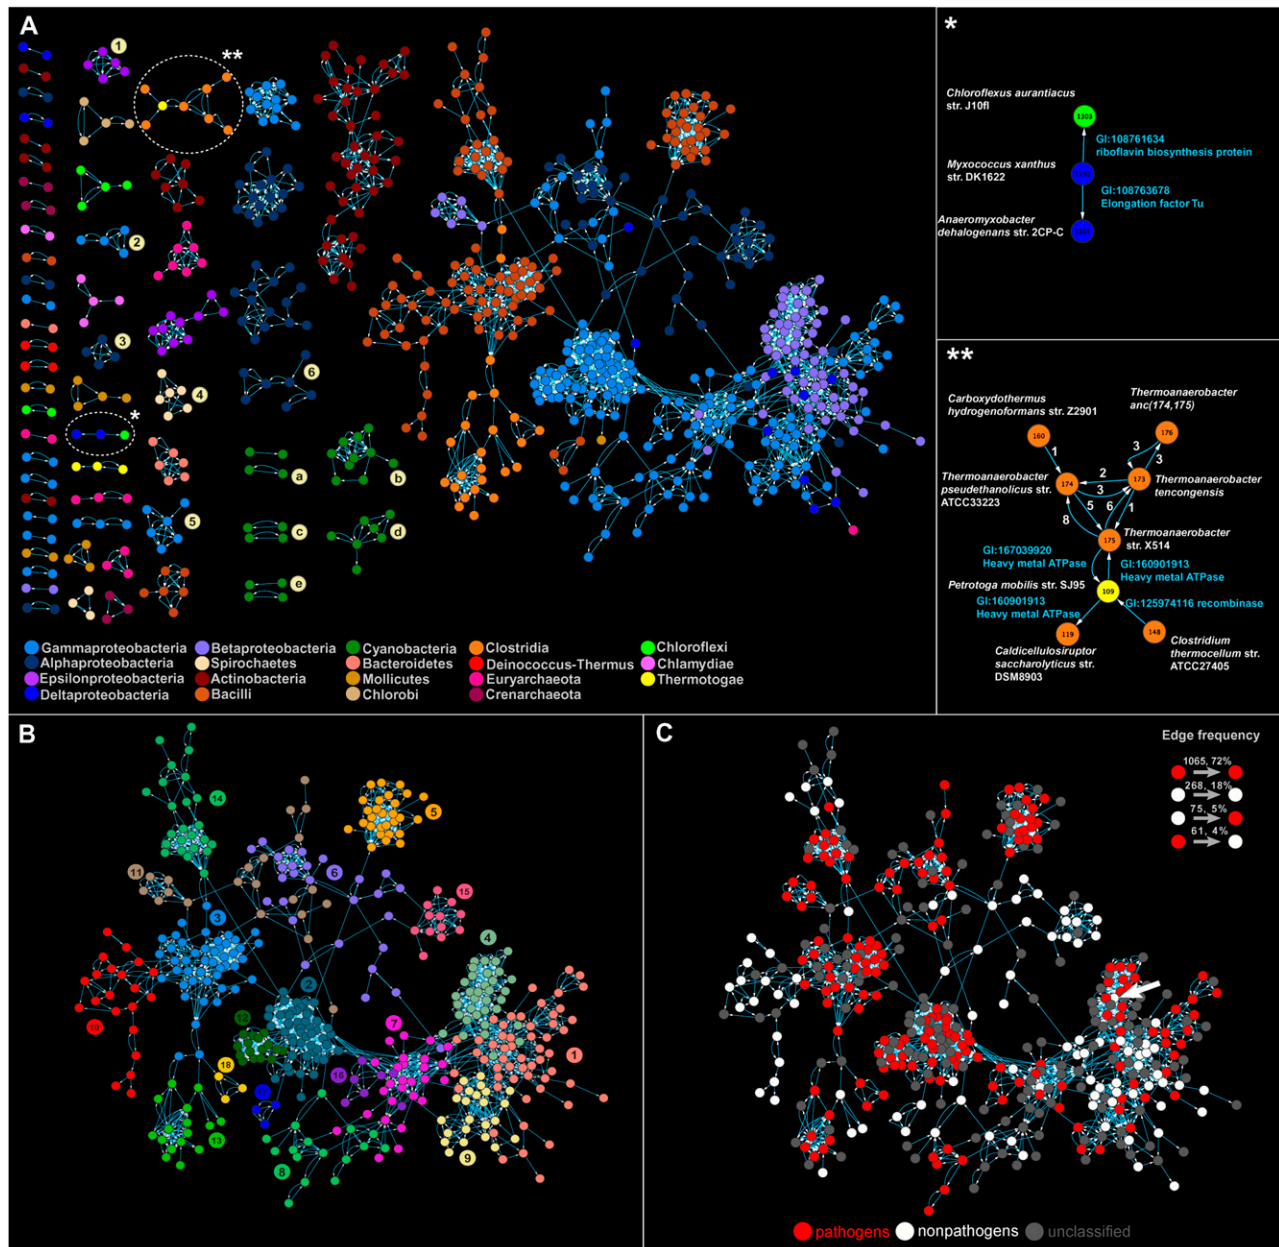 A
1
**
2
3
4
*
6
5
a
b
c
d
e
Gammaproteobacteria
Alphaproteobacteria
Epsilonproteobacteria
Deltaproteobacteria
Betaproteobacteria
Spirochaetes
Actinobacteria
Bacilli
Cyanobacteria
Bacteroidetes
Mollicutes
Chlorobi
Clostridia
Deinococcus-Thermus
Euryarchaeota
Crenarchaeota
Chloroflexi
Chlamydiae
Thermotogae
*
Chloroflexus aurantiacus
str. J10fl
1303
GI:108761634
riboflavin biosynthesis protein
Myxococcus xanthus
str. DK1622
GI:108763678
Elongation factor Tu
Anaeromyxobacter
dehalogenans str. 2CP-C
**
Carboxydothermus
hydrogenoformans str. Z2901
Thermoanaerobacter
anc(174,175)
160
176
1
3
3
2
Thermoanaerobacter
pseudethanolicus str.
ATCC33223
174
3
173
Thermoanaerobacter
tencongensis
5
6
1
8
175
Thermoanaerobacter
str. X514
GI:167039920
Heavy metal ATPase
GI:160901913
Heavy metal ATPase
Petrotoga mobilis str. SJ95
109
GI:160901913
Heavy metal ATPase
GI:125974116 recombinase
119
148
Caldicellulosiruptor
saccharolyticus str.
DSM8903
Clostridium
thermocellum str.
ATCC27405
B
14
5
11
6
15
3
4
2
10
12
7
1
18
16
13
8
9
C
Edge frequency
1065, 72%
268, 18%
75, 5%
61, 4%
pathogens
nonpathogens
unclassified